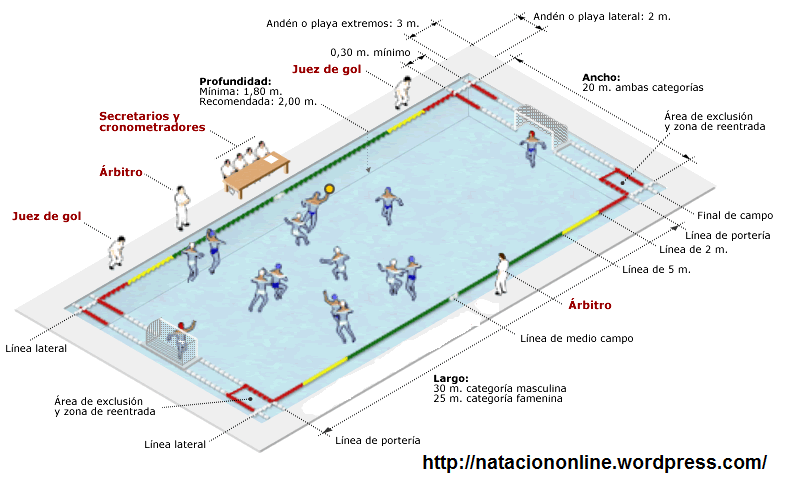 Andén o playa lateral: 2 m.
Andén o playa extremos: 3 m.
0,30 m. mínimo
Juez de gol
Profundidad:
Mínima: 1,80 m.
Recomendada: 2,00 m.
Ancho:
20 m. ambas categorías
Secretarios y
cronometradores
Área de exclusión
y zona de reentrada
Árbitro
Juez de gol
Final de campo
Línea de portería
Línea de 2 m.
Línea de 5 m.
Árbitro
Línea de medio campo
Línea lateral
Largo:
30 m. categoría masculina
25 m. categoría famenina
Área de exclusión
y zona de reentrada
Línea lateral
Línea de portería
http://nataciononline.wordpress.com/